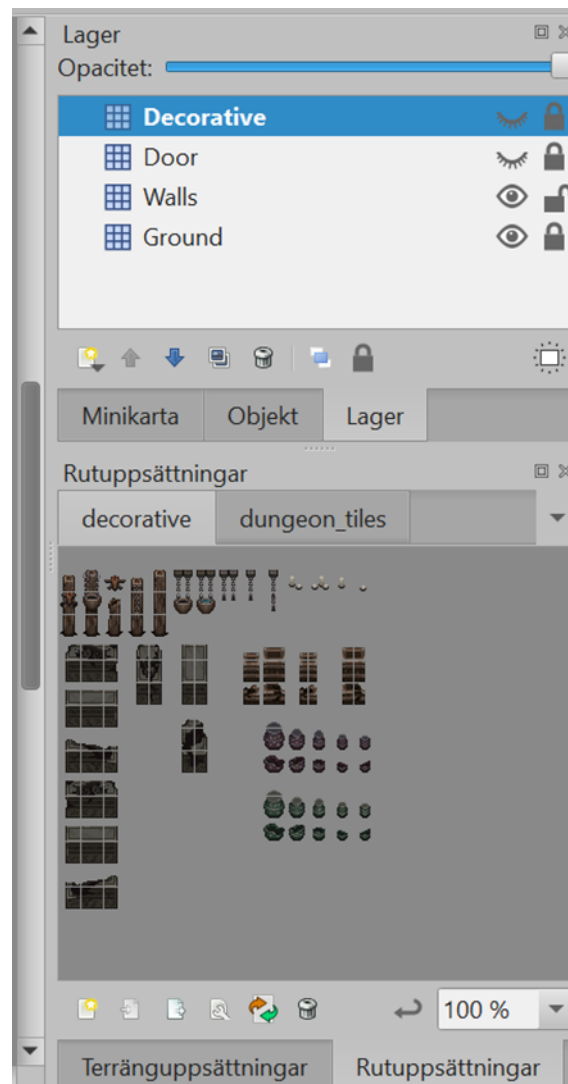 Lager
Opacitet:
Decorative
Door
Walls
Ground
Minikarta Objekt Lager
Rutuppsättningar
decorative dungeon_tiles
100 %
Terränguppsättningar Rutuppsättningar